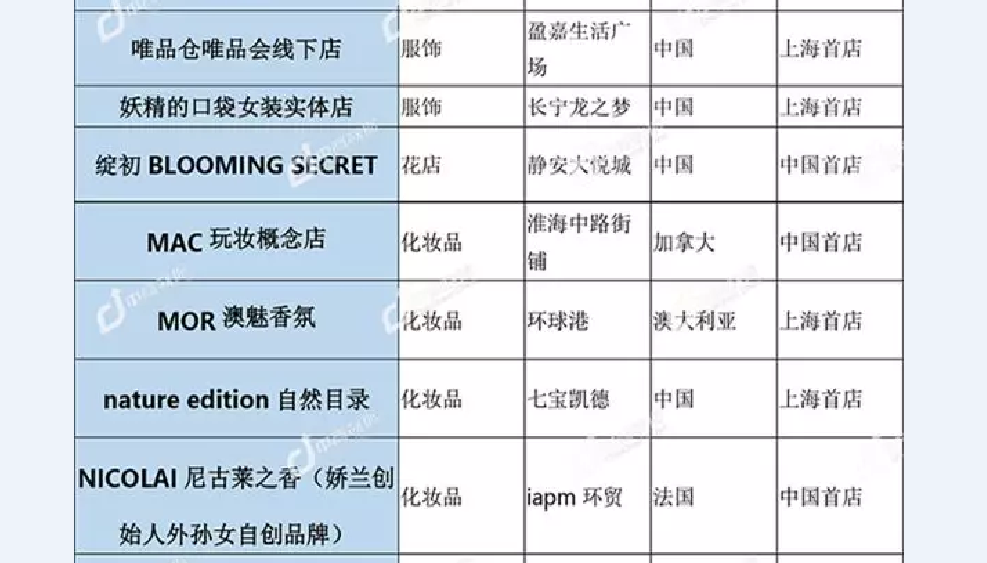 唯品仓唯品会线下店 服饰 盈嘉生活广场 中国 上海首店
妖精的口袋女装实体店 服饰 长宁龙之梦 中国 上海首店
绽初 BLOOMING SECRET 花店 静安大悦城 中国 中国首店
MAC 玩妆概念店 化妆品 淮海中路街铺 加拿大 中国首店
MOR 澳魅香氛 化妆品 环球港 澳大利亚 上海首店
nature edition 自然目录 化妆品 七宝凯德 中国 上海首店
NICOLAI 尼古莱之香（娇兰创始人外孙女自创品牌） 化妆品 iapm 环贸 法国 中国首店